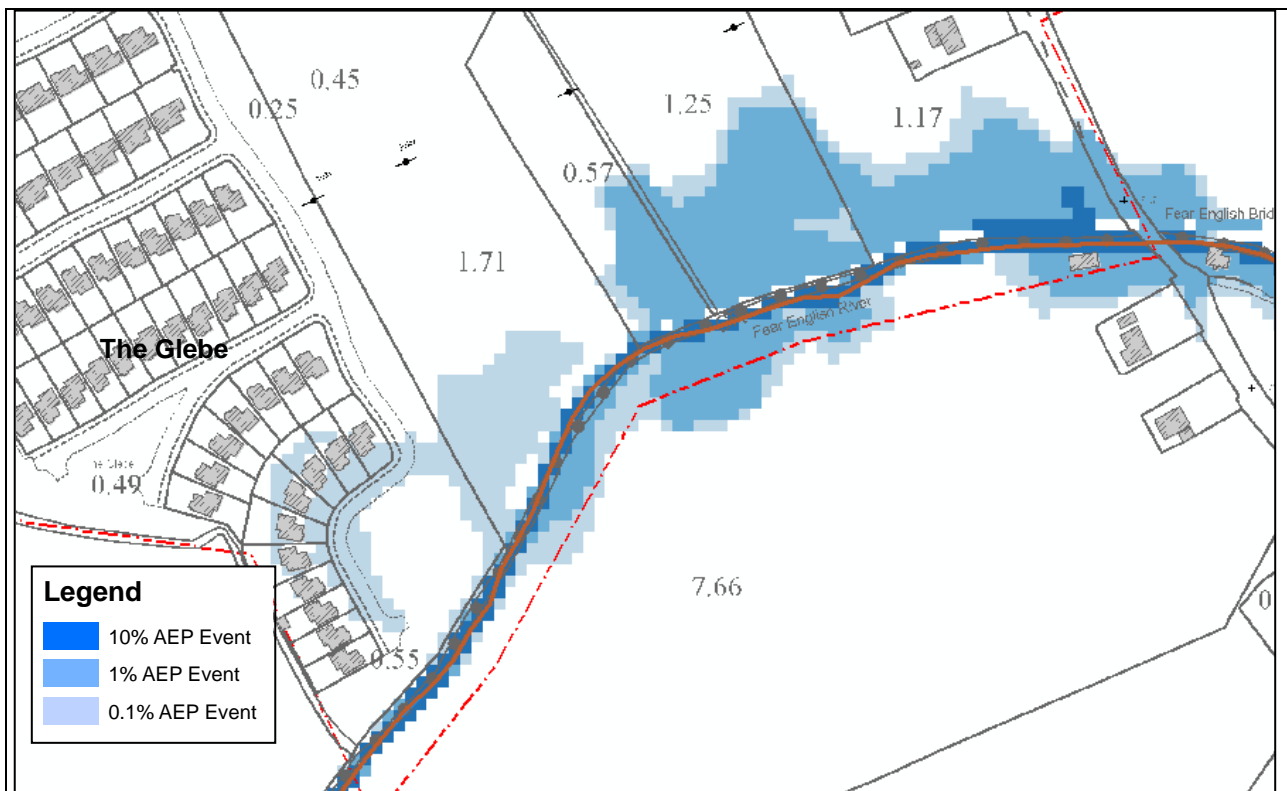 0.45
0.25
1.25
1.17
0.57
Fear English Brid
1.71
Fear English River
The Glebe
0.49
7.66
0.55
0
Legend
10% AEP Event
1% AEP Event
0.1% AEP Event